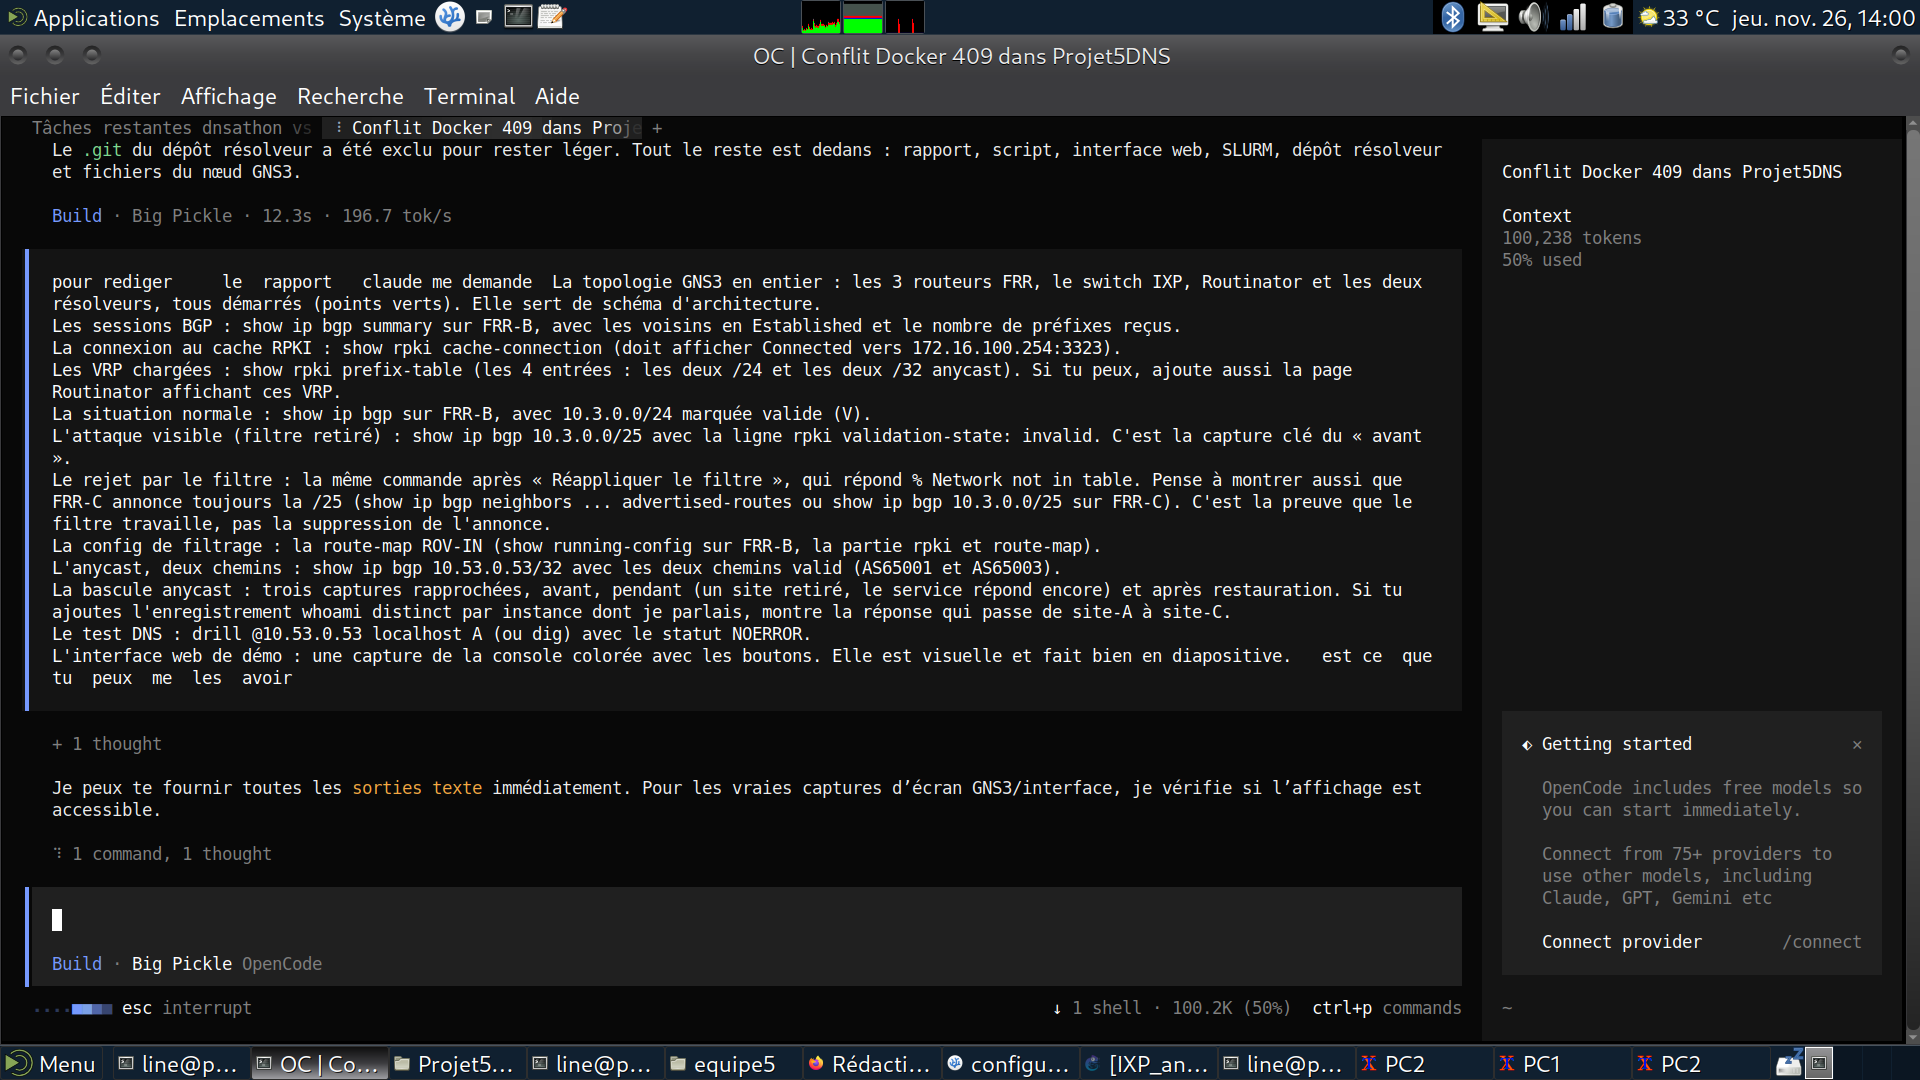 Applications Emplacements Système 33 °C jeu. nov. 26, 14:00
OC | Conflit Docker 409 dans Projet5DNS
Fichier Éditer Affichage Recherche Terminal Aide
Tâches restantes dnsathon vs Conflit Docker 409 dans Proje +
Le .git du dépôt résolveur a été exclu pour rester léger. Tout le reste est dedans : rapport, script, interface web, SLURM, dépôt résolveur
et fichiers du nœud GNS3.
Build · Big Pickle · 12.3s · 196.7 tok/s
pour rediger le rapport claude me demande La topologie GNS3 en entier : les 3 routeurs FRR, le switch IXP, Routinator et les deux
résolveurs, tous démarrés (points verts). Elle sert de schéma d'architecture.
Les sessions BGP : show ip bgp summary sur FRR-B, avec les voisins en Established et le nombre de préfixes reçus.
La connexion au cache RPKI : show rpki cache-connection (doit afficher Connected vers 172.16.100.254:3323).
Les VRP chargées : show rpki prefix-table (les 4 entrées : les deux /24 et les deux /32 anycast). Si tu peux, ajoute aussi la page
Routinator affichant ces VRP.
La situation normale : show ip bgp sur FRR-B, avec 10.3.0.0/24 marquée valide (V).
L'attaque visible (filtre retiré) : show ip bgp 10.3.0.0/25 avec la ligne rpki validation-state: invalid. C'est la capture clé du « avant
».
Le rejet par le filtre : la même commande après « Réappliquer le filtre », qui répond % Network not in table. Pense à montrer aussi que
FRR-C annonce toujours la /25 (show ip bgp neighbors ... advertised-routes ou show ip bgp 10.3.0.0/25 sur FRR-C). C'est la preuve que le
filtre travaille, pas la suppression de l'annonce.
La config de filtrage : la route-map ROV-IN (show running-config sur FRR-B, la partie rpki et route-map).
L'anycast, deux chemins : show ip bgp 10.53.0.53/32 avec les deux chemins valid (AS65001 et AS65003).
La bascule anycast : trois captures rapprochées, avant, pendant (un site retiré, le service répond encore) et après restauration. Si tu
ajoutes l'enregistrement whoami distinct par instance dont je parlais, montre la réponse qui passe de site-A à site-C.
Le test DNS : drill @10.53.0.53 localhost A (ou dig) avec le statut NOERROR.
L'interface web de démo : une capture de la console colorée avec les boutons. Elle est visuelle et fait bien en diapositive. est ce que
tu peux me les avoir
+ 1 thought
Je peux te fournir toutes les sorties texte immédiatement. Pour les vraies captures d’écran GNS3/interface, je vérifie si l’affichage est
accessible.
1 command, 1 thought
Build · Big Pickle OpenCode
esc interrupt ↓ 1 shell · 100.2K (50%) ctrl+p commands
Conflit Docker 409 dans Projet5DNS
Context
100,238 tokens
50% used
Getting started ×
OpenCode includes free models so
you can start immediately.
Connect from 75+ providers to
use other models, including
Claude, GPT, Gemini etc
Connect provider /connect
~
Menu line@p... OC | Co... Projet5... line@p... equipe5 Rédacti... configu... [IXP_an... line@p... PC2 PC1 PC2